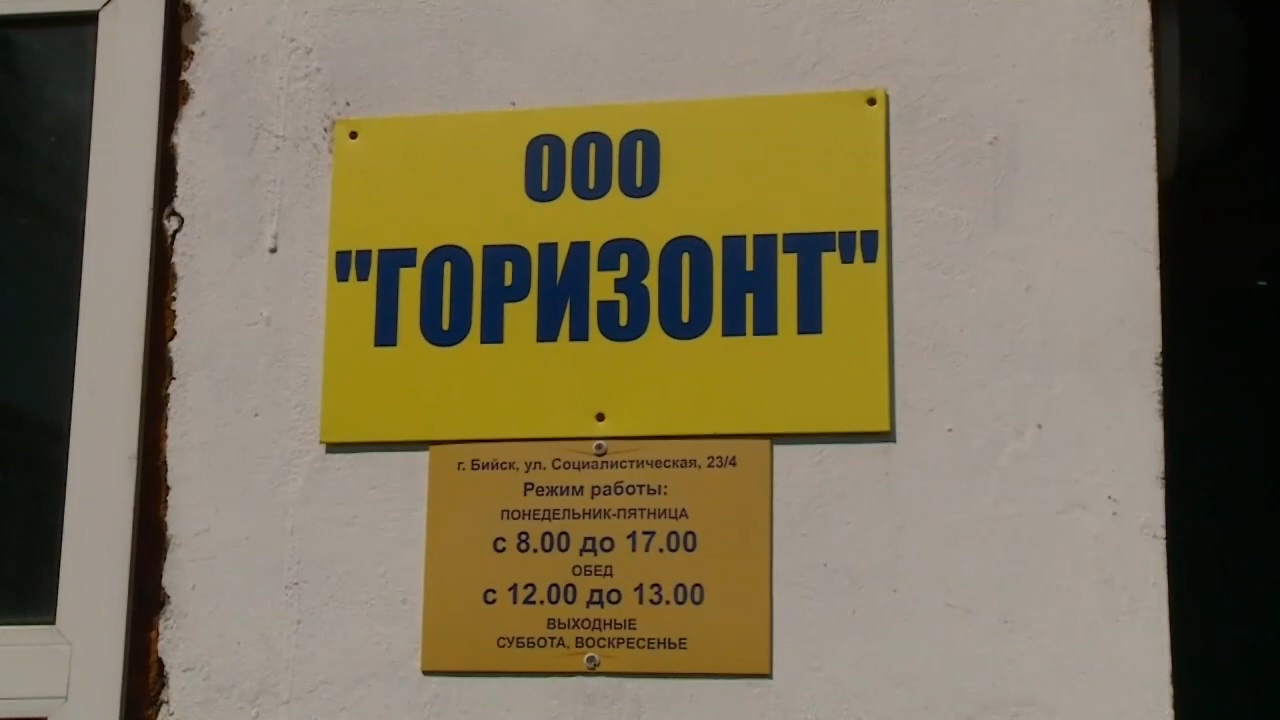 ООО
"ГОРИЗОНТ"
г. Бийск, ул. Социалистическая, 23/4
Режим работы:
ПОНЕДЕЛЬНИК-ПЯТНИЦА
с 8.00 до 17.00
ОБЕД
с 12.00 до 13.00
ВЫХОДНЫЕ
СУББОТА, ВОСКРЕСЕНЬЕ